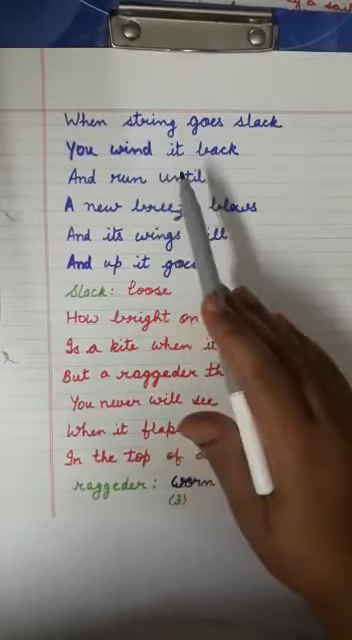 When string goes slack
You wind it back
And run until
A new breeze blows
And its wings
And up it goes
slack: loose
How bright on
Is a kite when
But a raggeder
You never will see
When it flaps
In the top of
raggeder: worn
(3)